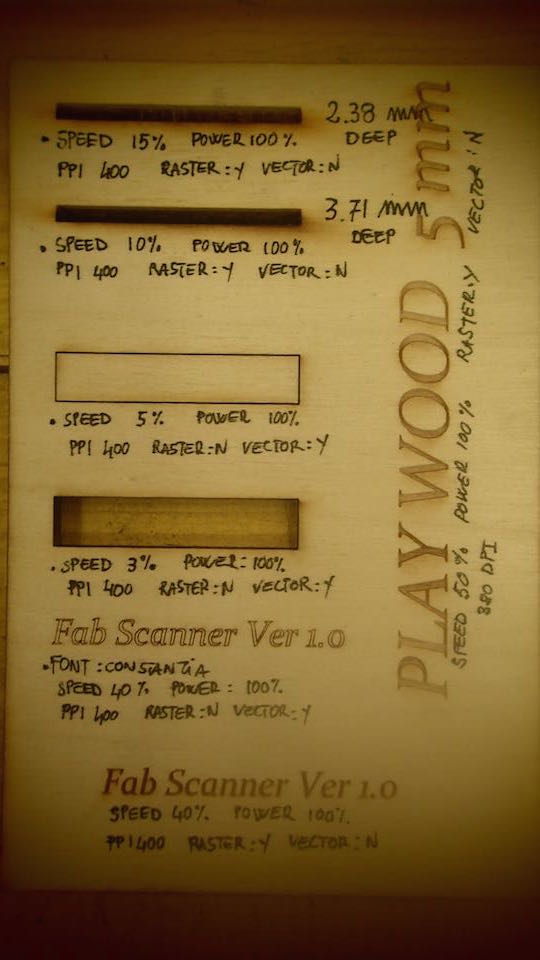 2.38 mm
DEEP
• SPEED 15% POWER 100%
PPI 400 RASTER:Y VECTOR:N
3.71 mm
DEEP
• SPEED 10% POWER 100%
PPI 400 RASTER:Y VECTOR:N
• SPEED 5% POWER 100%
PPI 400 RASTER:N VECTOR:Y
• SPEED 3% POWER:100%
PPI 400 RASTER:N VECTOR:Y
Fab Scanner Ver 1.0
• FONT:CONSTANTIA
SPEED 40% POWER: 100%
PPI 400 RASTER:N VECTOR:Y
Fab Scanner Ver 1.0
SPEED 40% POWER 100%
PPI 400 RASTER:Y VECTOR:N
PLAY WOOD 5 mm
SPEED 50% POWER 100% RASTER:Y VECTOR:N
380 DPI